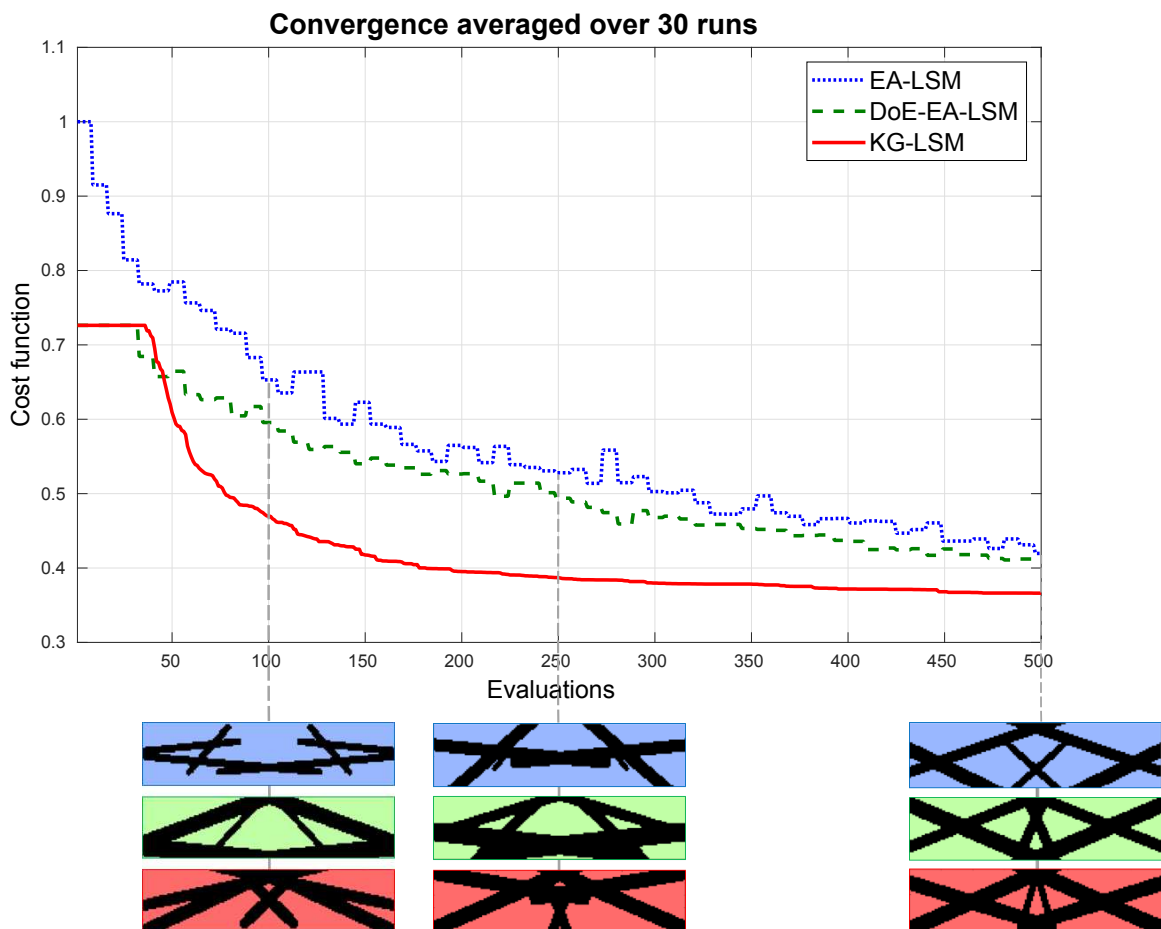 Convergence averaged over 30 runs
1.1
1
0.9
0.8
0.7
0.6
0.5
0.4
0.3
Cost function
EA-LSM
DoE-EA-LSM
KG-LSM
50 100 150 200 250 300 350 400 450 500
Evaluations